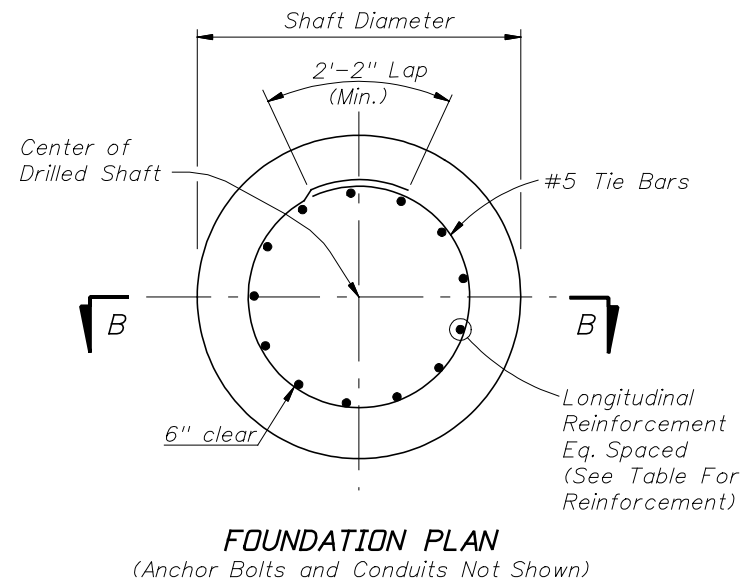 Shaft Diameter
2'-2" Lap
(Min.)
Center of
Drilled Shaft
#5 Tie Bars
B
B
6" clear
Longitudinal
Reinforcement
Eq. Spaced
(See Table For
Reinforcement)
FOUNDATION PLAN
(Anchor Bolts and Conduits Not Shown)